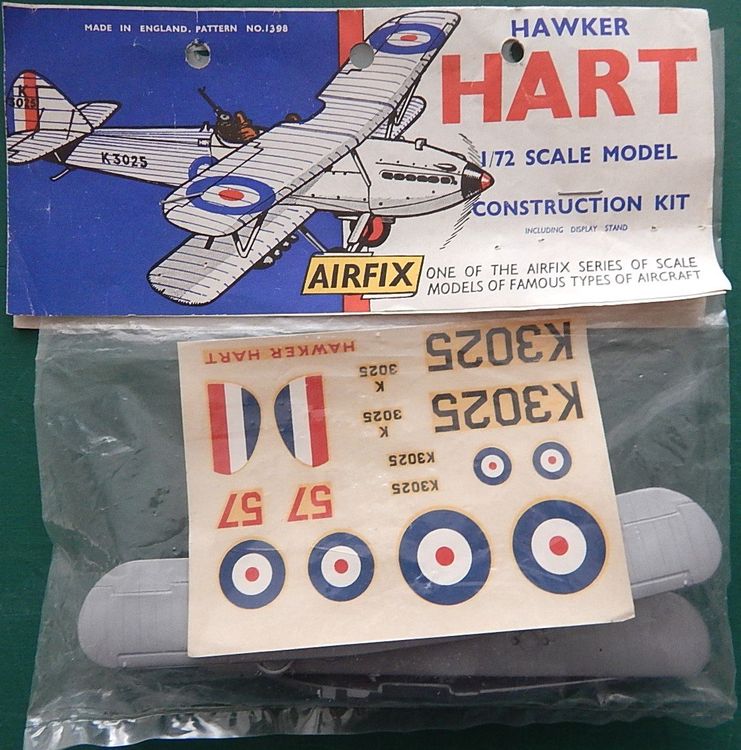 MADE IN ENGLAND. PATTERN NO.1398
HAWKER
HART
1/72 SCALE MODEL
CONSTRUCTION KIT
INCLUDING DISPLAY STAND
K
3025
K3025
AIRFIX
ONE OF THE AIRFIX SERIES OF SCALE
MODELS OF FAMOUS TYPES OF AIRCRAFT
HAWKER HART
K3025
K
3025
K3025
K
3025
K3025
K3025
57
57